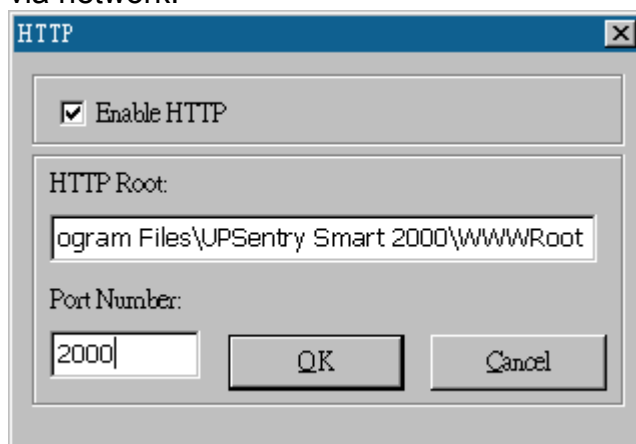 via network.
HTTP
Enable HTTP
HTTP Root:
ogram Files\UPSentry Smart 2000\WWWRoot
Port Number:
2000
OK
Cancel